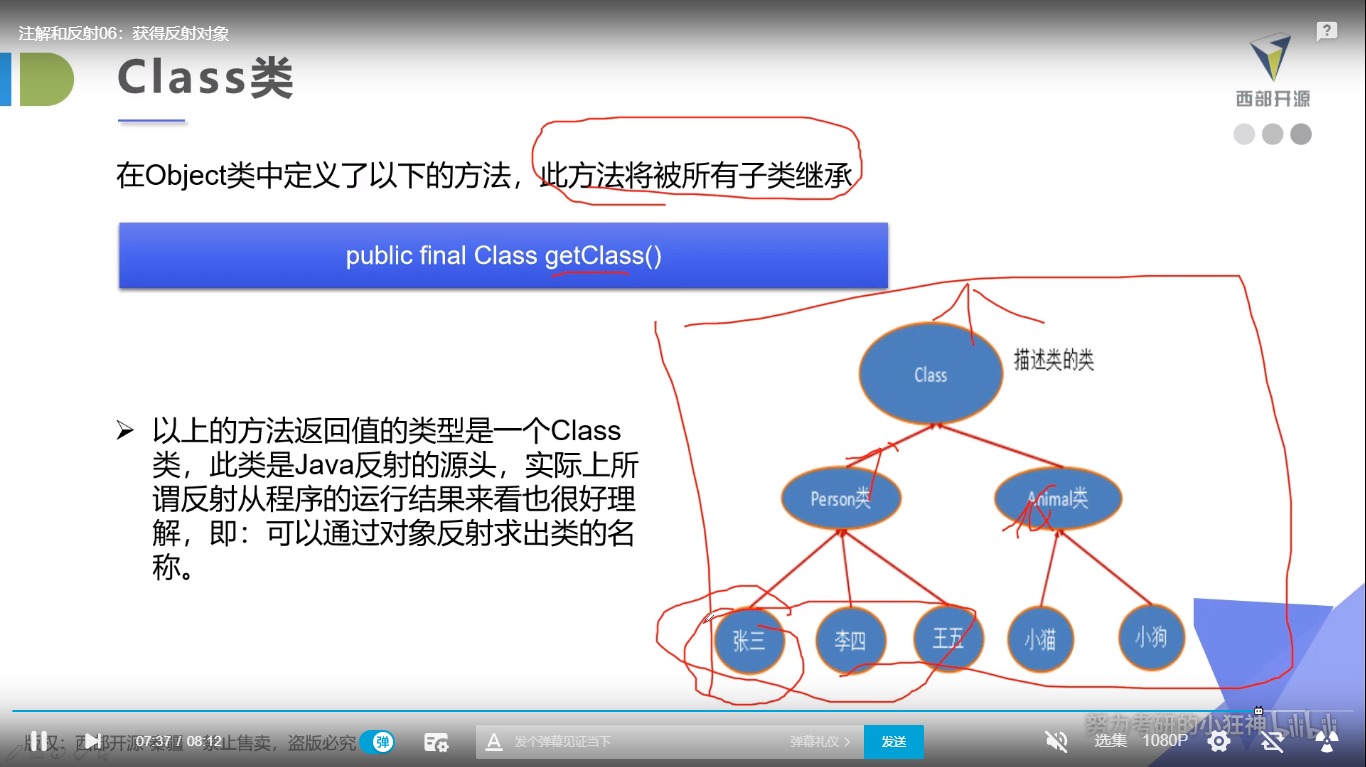 注解和反射06：获得反射对象
?
Class类
西部开源
在Object类中定义了以下的方法，此方法将被所有子类继承
public final Class getClass()
Class
描述类的类
以上的方法返回值的类型是一个Class
类，此类是Java反射的源头，实际上所
谓反射从程序的运行结果来看也很好理
解，即：可以通过对象反射求出类的名
称。
Person类
Animal类
张三
李四
王五
小猫
小狗
努力考研的小狂神
bilibili
版权：西部开源
禁止售卖，盗版必究
07:37 / 08:12
弹
A
发个弹幕见证当下
弹幕礼仪 >
发送
选集
1080P